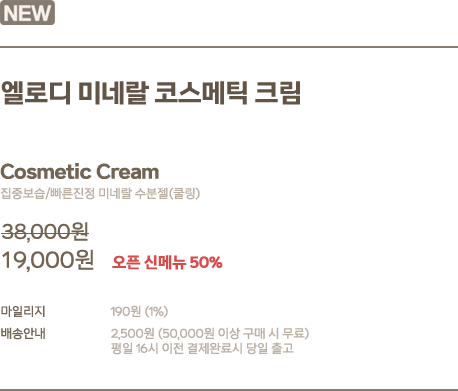 NEW
엘로디 미네랄 코스메틱 크림
Cosmetic Cream
집중보습/빠른진정 미네랄 수분젤(쿨링)
38,000원
19,000원 오픈 신메뉴 50%
마일리지 190원 (1%)
배송안내 2,500원 (50,000원 이상 구매 시 무료)
평일 16시 이전 결제완료시 당일 출고